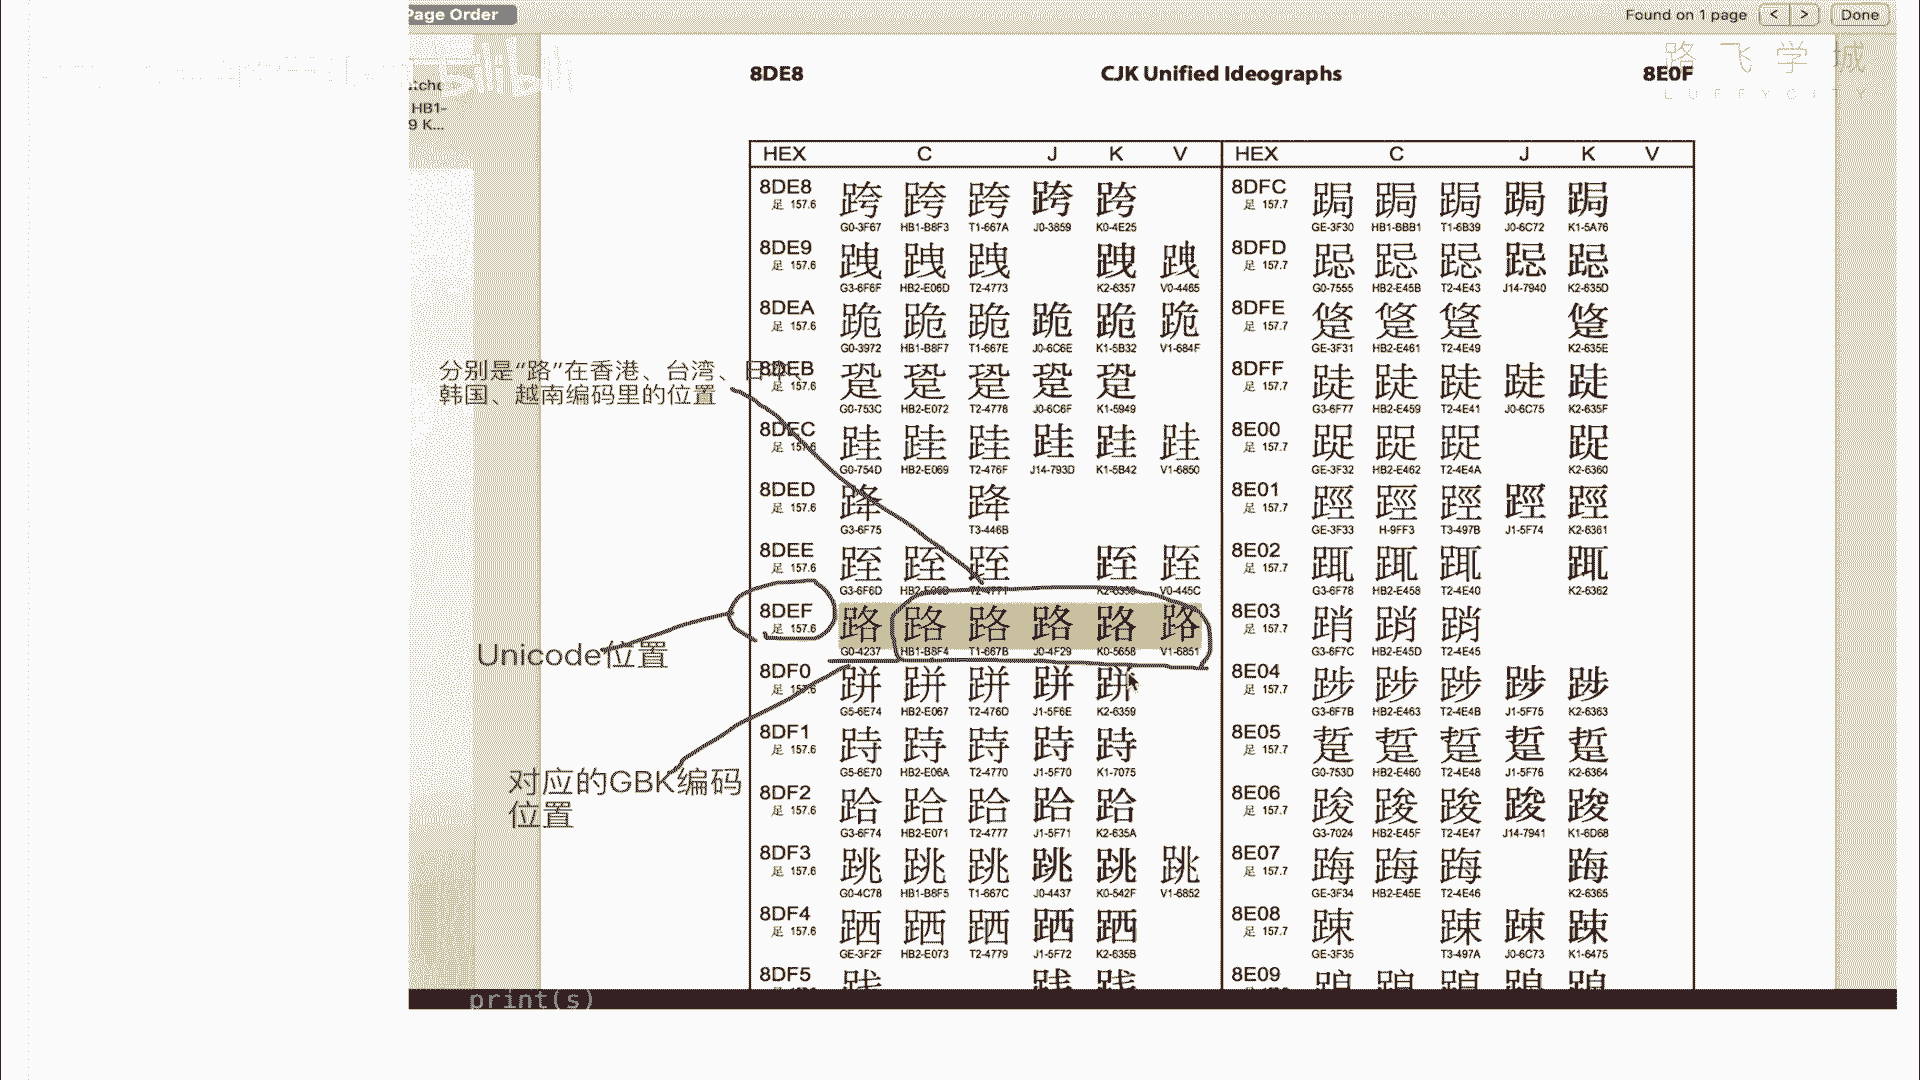 Page Order
Found on 1 page < > Done
bilibili
路飞学城
LUFFYCITY
HB1-
9 K...
8DE8 CJK Unified Ideographs 8E0F
HEX C J K V HEX C J K V
8DE8 跨 跨 跨 跨 跨
足 157.6 G0-3F67 HB1-B8F3 T1-667A J0-3859 K0-4E25
8DFC 跼 跼 跼 跼 跼
足 157.7 GE-3F30 HB1-BBB1 T1-6B39 J0-6C72 K1-5A76
8DE9 跩 跩 跩 跩 跩
足 157.6 G3-6F6F HB2-E06D T2-4773 K2-6357 V0-4465
8DFD 跽 跽 跽 跽 跽
足 157.7 G0-7555 HB2-E45B T2-4E43 J14-7940 K2-635D
8DEA 跪 跪 跪 跪 跪 跪
足 157.6 G0-3972 HB1-B8F7 T1-667E J0-6C6E K1-5B32 V1-684F
8DFE 跾 跾 跾 跾
足 157.7 GE-3F31 HB2-E461 T2-4E49 K2-635E
分别是“路”在香港、台湾、日本、
韩国、越南编码里的位置
8DEB 跫 跫 跫 跫 跫
足 157.6 G0-753C HB2-E072 T2-4778 J0-6C6F K1-5949
8DFF 跿 跿 跿 跿 跿
足 157.7 G3-6F77 HB2-E459 T2-4E41 J0-6C75 K2-635F
8DEC 跬 跬 跬 跬 跬 跬
足 157.6 G0-754D HB2-E069 T2-476F J14-793D K1-5B42 V1-6850
8E00 踀 踀 踀 踀
足 157.7 GE-3F32 HB2-E462 T2-4E4A K2-6360
8DED 跭 跭
足 157.6 G3-6F75 T3-446B
8E01 踁 踁 踁 踁 踁
足 157.7 GE-3F33 H-9FF3 T3-497B J1-5F74 K2-6361
8DEE 跮 跮 跮 跮 跮
足 157.6 G3-6F6D T2-4771 V0-445C
8E02 踂 踂 踂 踂
足 157.7 G3-6F78 HB2-E458 T2-4E40 K2-6362
8DEF 路 路 路 路 路 路
足 157.6 G0-4237 HB1-B8F4 T1-667B J0-4F29 K0-5658 V1-6851
8E03 踃 踃 踃
足 157.7 G3-6F7C HB2-E45D T2-4E45
Unicode位置
8DF0 跰 跰 跰 跰 跰
足 157.6 G5-6E74 HB2-E067 T2-476D J1-5F6E K2-6359
8E04 踄 踄 踄 踄 踄
足 157.7 G3-6F7B HB2-E463 T2-4E4B J1-5F75 K2-6363
8DF1 跱 跱 跱 跱 跱
足 157.6 G5-6E70 HB2-E06A T2-4770 J1-5F70 K1-7075
8E05 踅 踅 踅 踅 踅
足 157.7 G0-753D HB2-E460 T2-4E48 J1-5F76 K2-6364
对应的GBK编码
位置
8DF2 跲 跲 跲 跲 跲
足 157.6 G3-6F74 HB2-E071 T2-4777 J1-5F71 K2-635A
8E06 踆 踆 踆 踆 踆
足 157.7 G3-7024 HB2-E45F T2-4E47 J14-7941 K1-6D68
8DF3 跳 跳 跳 跳 跳 跳
足 157.6 G0-4C78 HB1-B8F5 T1-667C J0-4437 K0-542F V1-6852
8E07 踇 踇 踇 踇
足 157.7 GE-3F34 HB2-E45E T2-4E46 K2-6365
8DF4 跴 跴 跴 跴 跴
足 157.6 GE-3F2F HB2-E073 T2-4779 J1-5F72 K2-635B
8E08 踈 踈 踈 踈
足 157.7 GE-3F35 T3-497A J0-6C73 K1-6475
8DF5 践 践 践
8E09 踉 踉 踉 踉 踉
print(s)